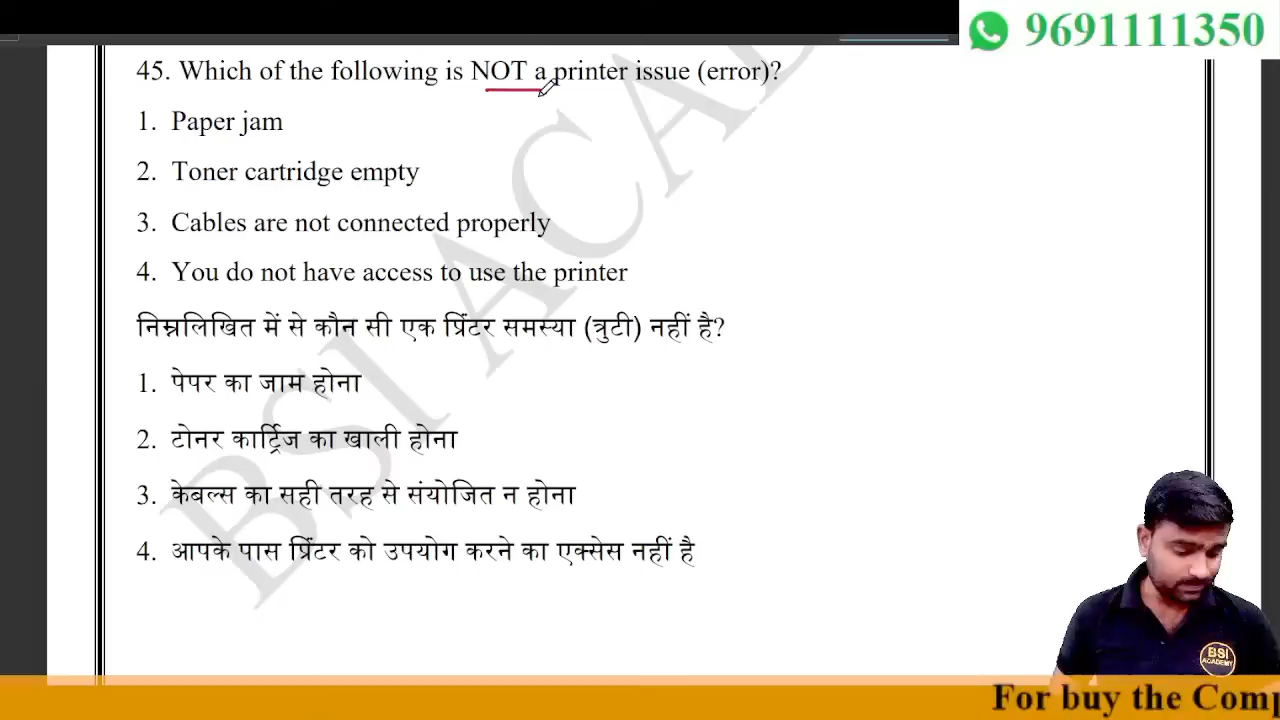 9691111350
45. Which of the following is NOT a printer issue (error)?
1. Paper jam
2. Toner cartridge empty
3. Cables are not connected properly
4. You do not have access to use the printer
निम्नलिखित में से कौन सी एक प्रिंटर समस्या (त्रुटी) नहीं है?
1. पेपर का जाम होना
2. टोनर कार्ट्रिज का खाली होना
3. केबल्स का सही तरह से संयोजित न होना
4. आपके पास प्रिंटर को उपयोग करने का एक्सेस नहीं है
BSI ACAD
BSI
ACADEMY
For buy the Comp